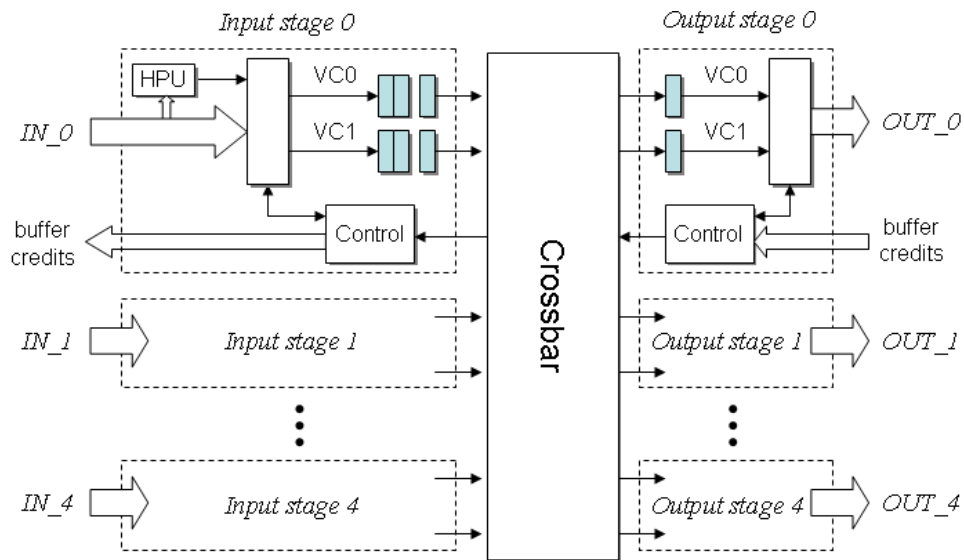 Input stage 0
Output stage 0
HPU
VC0
VC0
IN_0
VC1
VC1
OUT_0
buffer
credits
Control
Crossbar
Control
buffer
credits
IN_1
Input stage 1
Output stage 1
OUT_1
IN_4
Input stage 4
Output stage 4
OUT_4